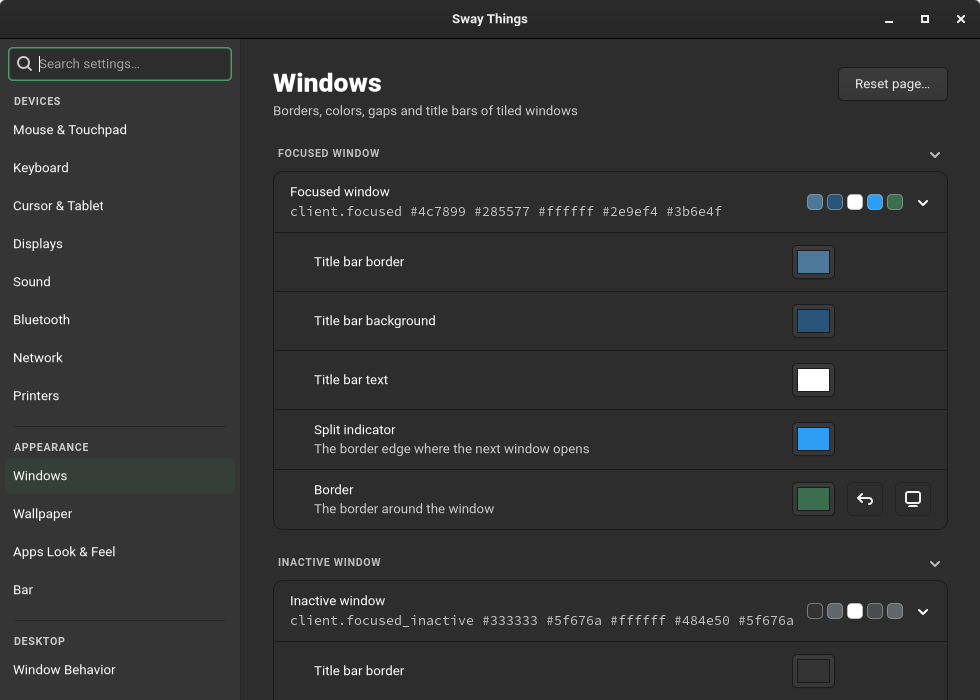 Sway Things
Search settings...
DEVICES
Mouse & Touchpad
Keyboard
Cursor & Tablet
Displays
Sound
Bluetooth
Network
Printers
APPEARANCE
Windows
Wallpaper
Apps Look & Feel
Bar
DESKTOP
Window Behavior
Windows
Borders, colors, gaps and title bars of tiled windows
Reset page...
FOCUSED WINDOW
Focused window
client.focused #4c7899 #285577 #ffffff #2e9ef4 #3b6e4f
Title bar border
Title bar background
Title bar text
Split indicator
The border edge where the next window opens
Border
The border around the window
INACTIVE WINDOW
Inactive window
client.focused_inactive #333333 #5f676a #ffffff #484e50 #5f676a
Title bar border